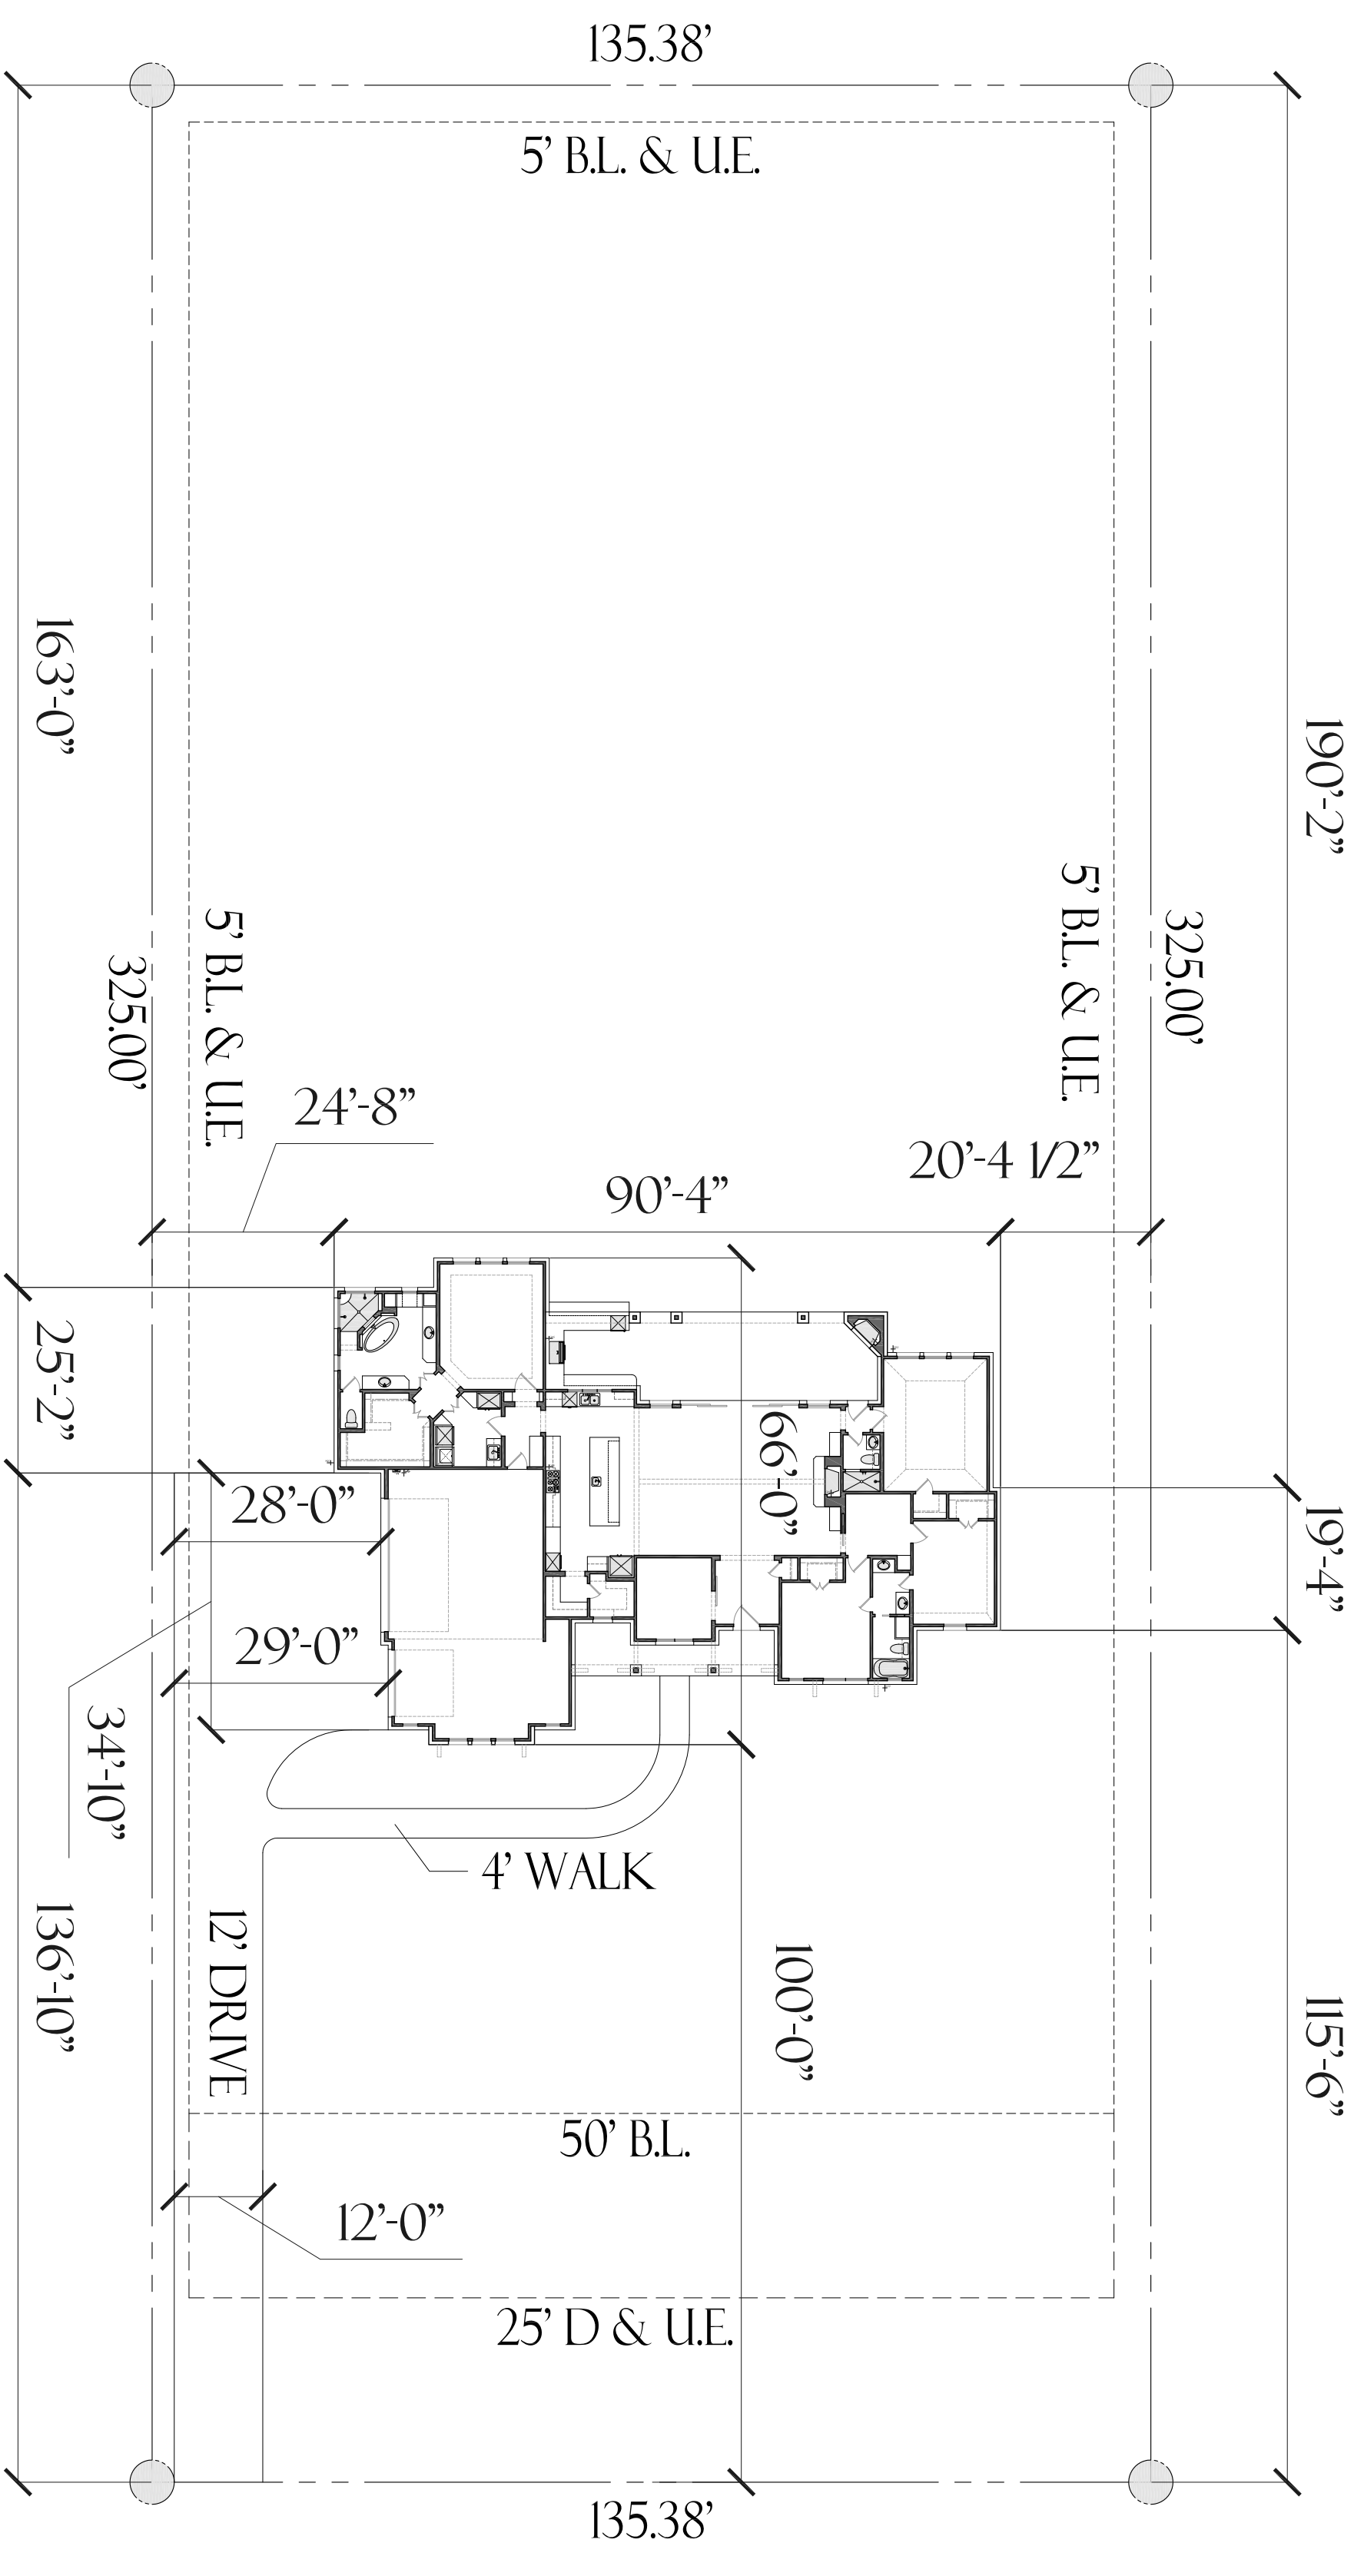 135.38'
5' B.L. & U.E.
163'-0"
190'-2"
5' B.L. & U.E.
325.00'
5' B.L. & U.E.
325.00'
24'-8"
20'-4 1/2"
90'-4"
25'-2"
66'-0"
28'-0"
19'-4"
29'-0"
34'-10"
4' WALK
136'-10"
12' DRIVE
100'-0"
115'-6"
50' B.L.
12'-0"
25' D & U.E.
135.38'